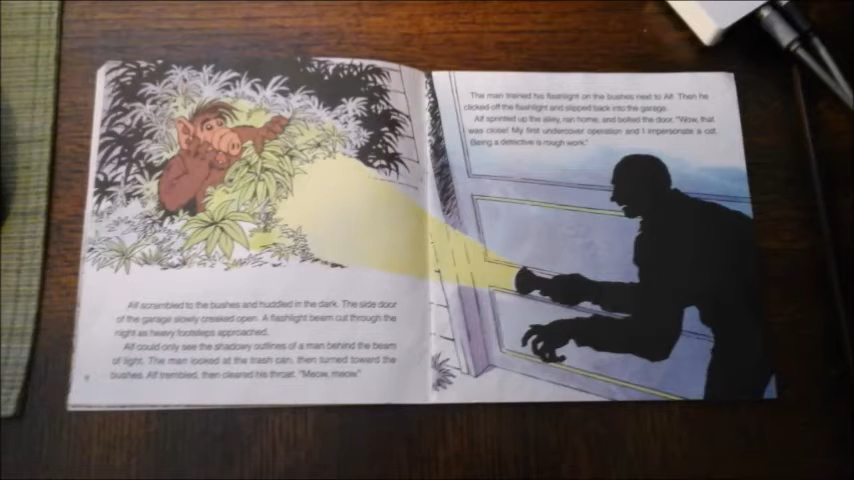 Alf scrambled to the bushes and huddled in the dark. The side door
of the garage slowly creaked open. A flashlight beam cut through the
night as heavy footsteps approached.
Alf could only see the shadowy outlines of a man behind the beam
of light. The man looked at the trash can, then turned toward the
bushes. Alf trembled, then cleared his throat. "Meow, meow."
The man trained his flashlight on the bushes next to Alf. Then he
clicked off the flashlight and slipped back into the garage.
Alf sprinted up the alley, ran home, and bolted the door. "Wow, that
was close! My first undercover operation and I impersonate a cat.
Being a detective is rough work."